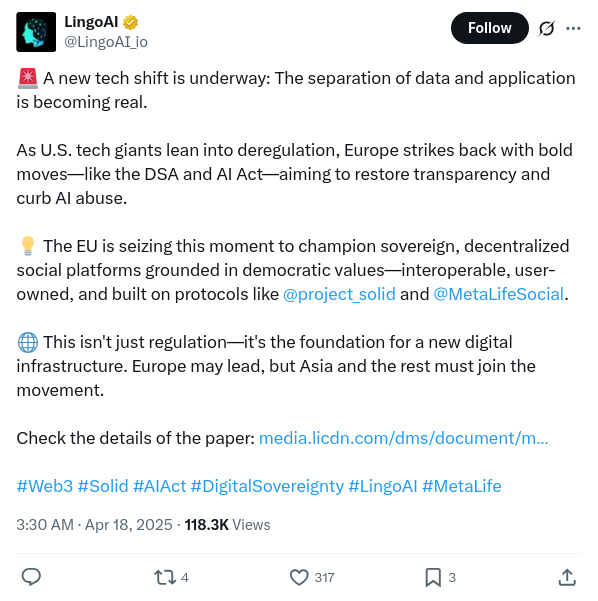 LingoAI
@LingoAI_io
Follow
🚨 A new tech shift is underway: The separation of data and application
is becoming real.
As U.S. tech giants lean into deregulation, Europe strikes back with bold
moves—like the DSA and AI Act—aiming to restore transparency and
curb AI abuse.
💡 The EU is seizing this moment to champion sovereign, decentralized
social platforms grounded in democratic values—interoperable, user-
owned, and built on protocols like @project_solid and @MetaLifeSocial.
🌐 This isn't just regulation—it's the foundation for a new digital
infrastructure. Europe may lead, but Asia and the rest must join the
movement.
Check the details of the paper: media.licdn.com/dms/document/m...
#Web3 #Solid #AIAct #DigitalSovereignty #LingoAI #MetaLife
3:30 AM · Apr 18, 2025 · 118.3K Views
4 317 3